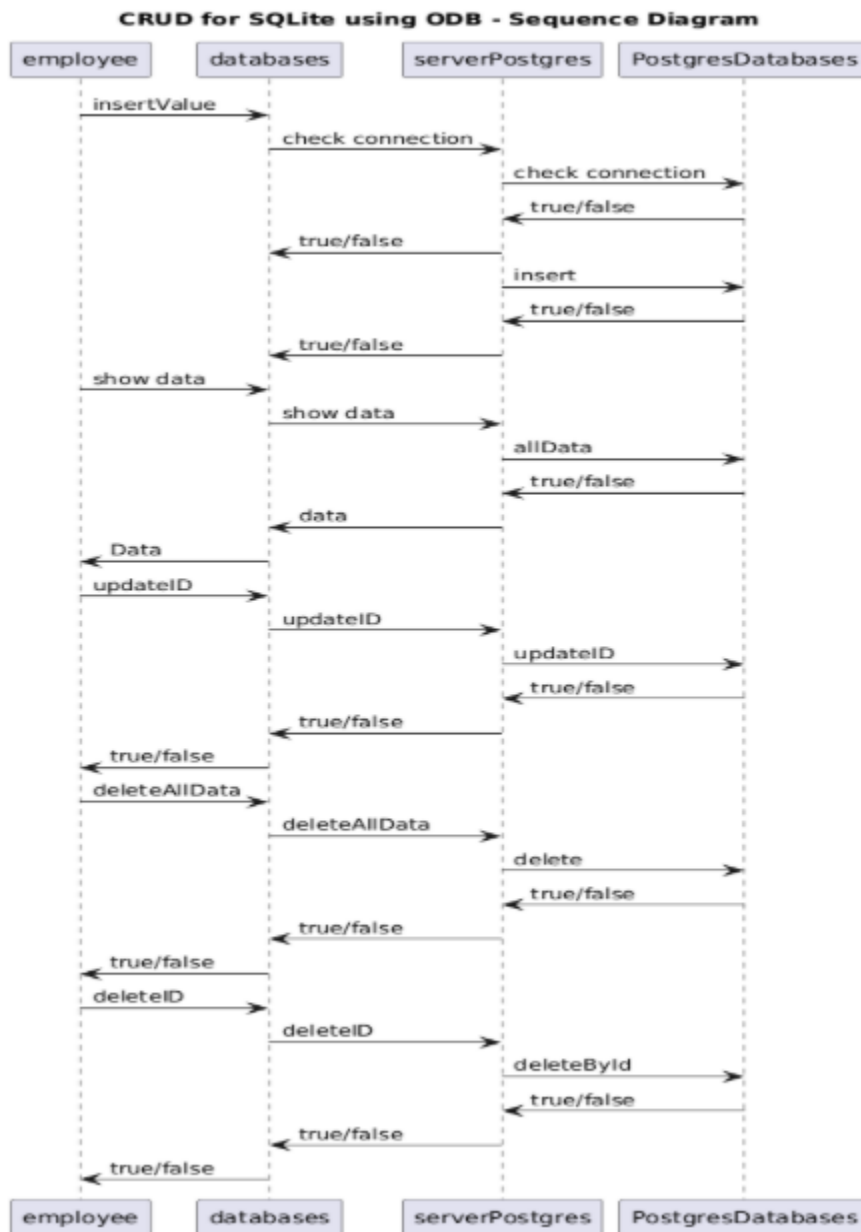 CRUD for SQLite using ODB - Sequence Diagram
employee databases serverPostgres PostgresDatabases
insertValue
check connection
check connection
true/false
true/false
insert
true/false
true/false
show data
show data
allData
true/false
data
Data
updateID
updateID
updateID
true/false
true/false
true/false
deleteAllData
deleteAllData
delete
true/false
true/false
true/false
deleteID
deleteID
deleteById
true/false
true/false
true/false
employee databases serverPostgres PostgresDatabases